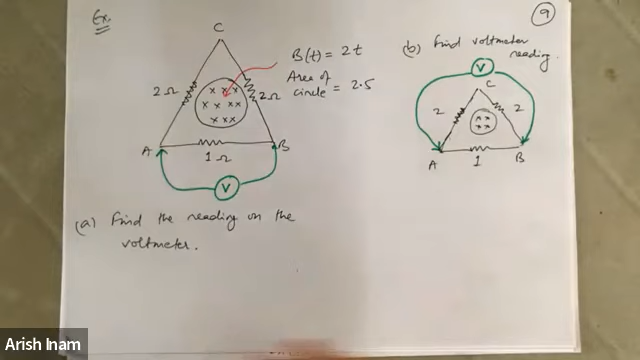 Ex.
9
C
B(t) = 2t
Area of
circle = 2.5
2Ω
2Ω
x x x
x x x x
x x x
A
B
1Ω
V
(a) Find the reading on the
voltmeter.
(b) Find voltmeter
reading.
V
C
2
2
x x
x x
A
1
B
Arish Inam